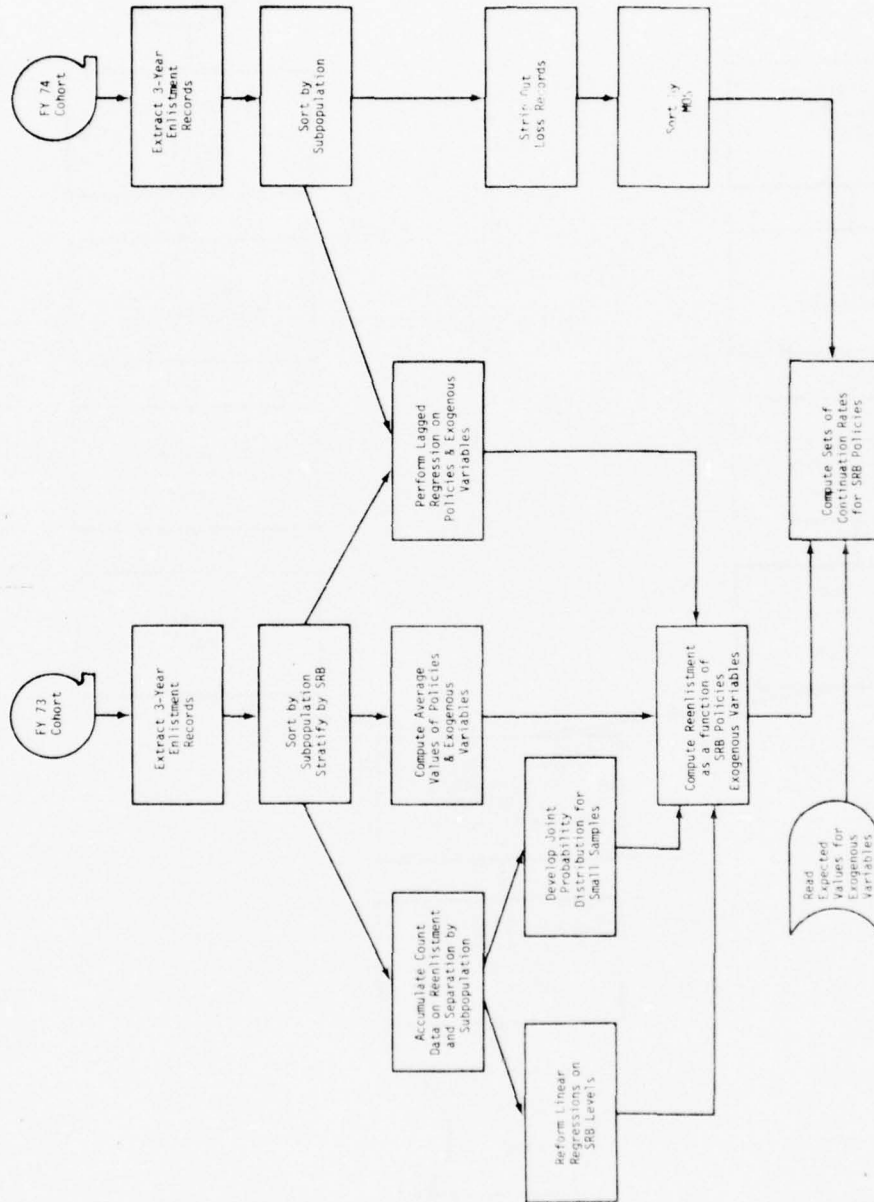 FY 73
Cohort
FY 74
Cohort
Extract 3-Year
Enlistment
Records
Extract 3-Year
Enlistment
Records
Sort by
Subpopulation
Stratify by SRB
Sort by
Subpopulation
Accumulate Count
Data on Reenlistment
and Separation by
Subpopulation
Compute Average
Values of Policies
& Exogenous
Variables
Perform Lagged
Regression on
Policies & Exogenous
Variables
Strip Out
Loss Records
Reform Linear
Regressions on
SRB Levels
Develop Joint
Probability
Distribution for
Small Samples
Sort by
MOS
Compute Reenlistment
as a function of
SRB Policies
Exogenous Variables
Read
Expected
Values for
Exogenous
Variables
Compute Sets of
Continuation Rates
for SRB Policies